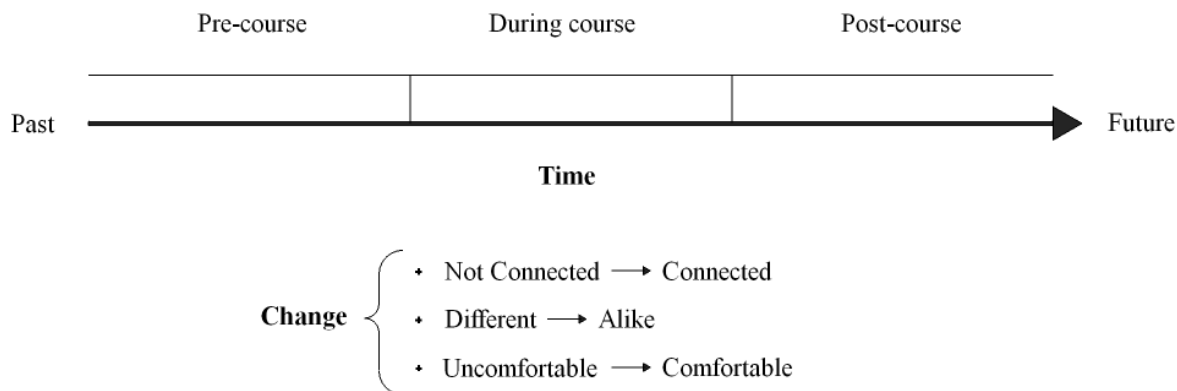 Pre-course During course Post-course
Past Future
Time
• Not Connected → Connected
Change • Different → Alike
• Uncomfortable → Comfortable